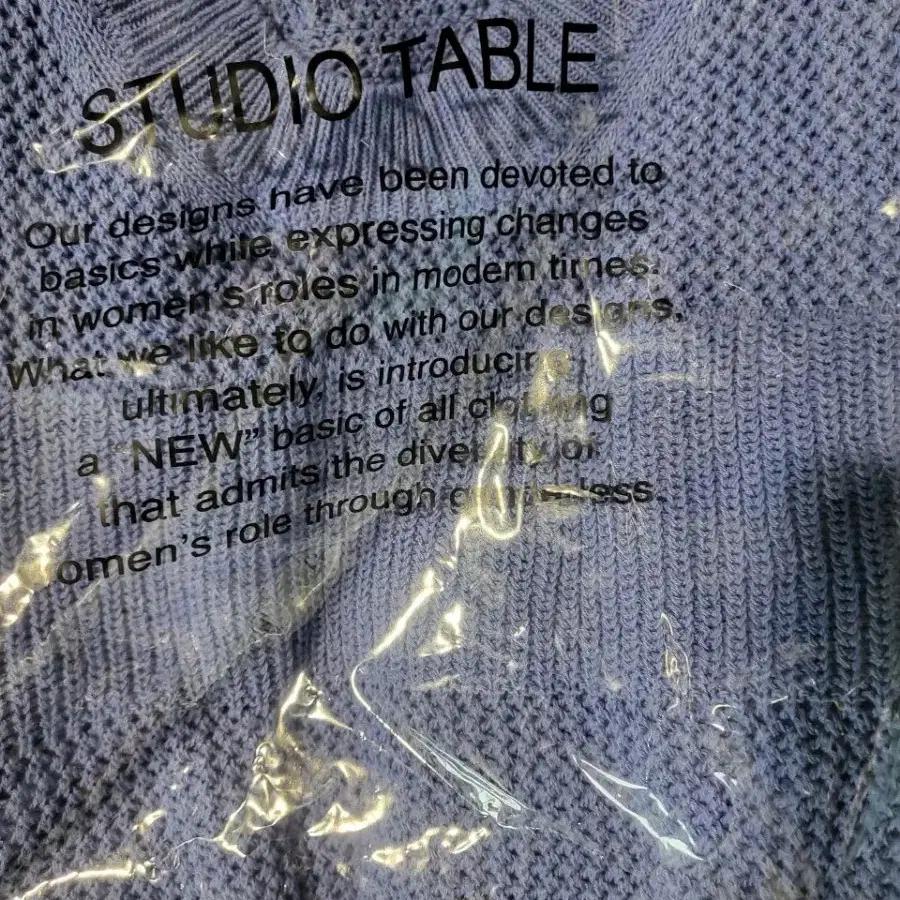 STUDIO TABLE
Our designs have been devoted to
basics while expressing changes
in women's roles in modern times.
What we like to do with our designs,
ultimately, is introducing
a "NEW" basic of all clothing
that admits the diversity of
women's role through genderless.